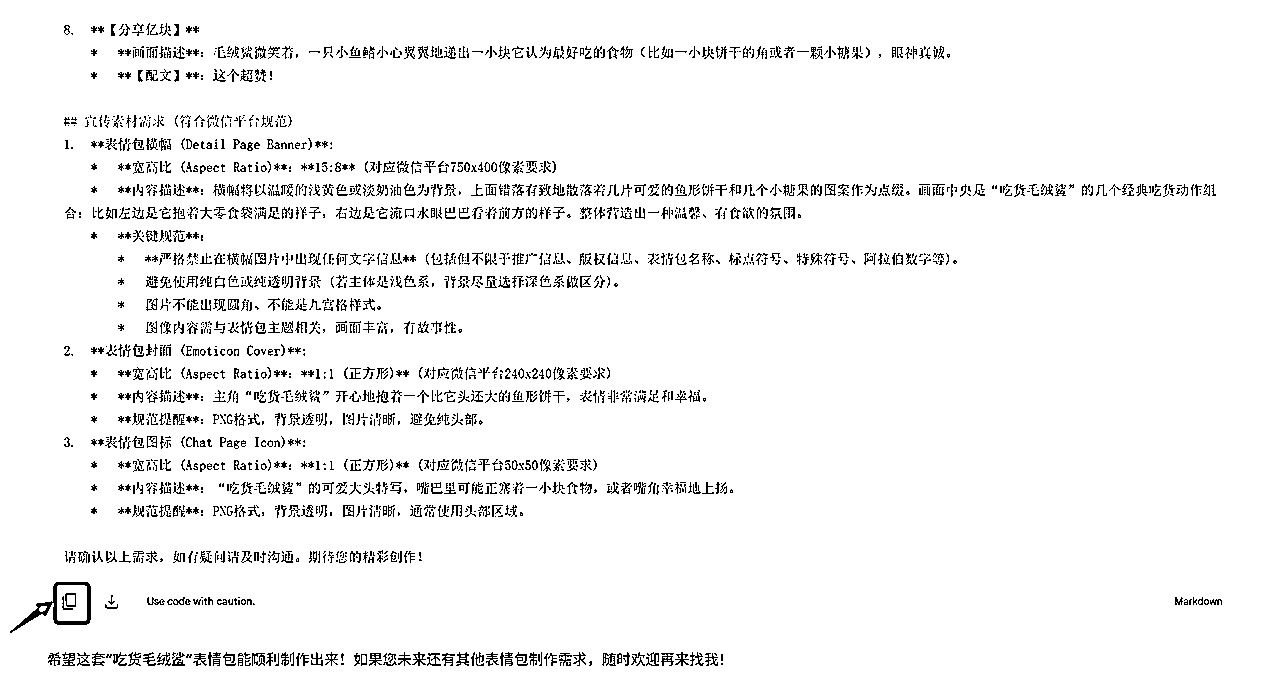 8. **【分享亿块】**
* **画面描述**：毛绒鲨微笑着，一只小鱼鳍小心翼翼地递出一小块它认为最好吃的食物（比如一小块饼干的角或者一颗小糖果），眼神真诚。
* **【配文】**：这个超赞！
## 宣传素材需求 (符合微信平台规范)
1. **表情包横幅 (Detail Page Banner)**:
* **宽高比 (Aspect Ratio)**: **15:8** (对应微信平台750x400像素要求)
* **内容描述**: 横幅将以温暖的浅黄色或淡奶油色为背景，上面错落有致地散落着几片可爱的鱼形饼干和几个小糖果的图案作为点缀。画面中央是“吃货毛绒鲨”的几个经典吃货动作组
合：比如左边是它抱着大零食袋满足的样子，右边是它流口水眼巴巴看着前方的样子。整体营造出一种温馨、有食欲的氛围。
* **关键规范**:
* **严格禁止在横幅图片中出现任何文字信息** (包括但不限于推广信息、版权信息、表情包名称、标点符号、特殊符号、阿拉伯数字等)。
* 避免使用纯白色或纯透明背景 (若主体是浅色系，背景尽量选择深色系做区分)。
* 图片不能出现圆角、不能是九宫格样式。
* 图像内容需与表情包主题相关，画面丰富，有故事性。
2. **表情包封面 (Emoticon Cover)**:
* **宽高比 (Aspect Ratio)**: **1:1 (正方形)** (对应微信平台240x240像素要求)
* **内容描述**: 主角“吃货毛绒鲨”开心地抱着一个比它头还大的鱼形饼干，表情非常满足和幸福。
* **规范提醒**: PNG格式，背景透明，图片清晰，避免纯头部。
3. **表情包图标 (Chat Page Icon)**:
* **宽高比 (Aspect Ratio)**: **1:1 (正方形)** (对应微信平台50x50像素要求)
* **内容描述**: “吃货毛绒鲨”的可爱大头特写，嘴巴里可能正塞着一小块食物，或者嘴角幸福地上扬。
* **规范提醒**: PNG格式，背景透明，图片清晰，通常使用头部区域。
请确认以上需求，如有疑问请及时沟通。期待您的精彩创作！
Use code with caution.
Markdown
希望这套“吃货毛绒鲨”表情包能顺利制作出来！如果您未来还有其他表情包制作需求，随时欢迎再来找我！